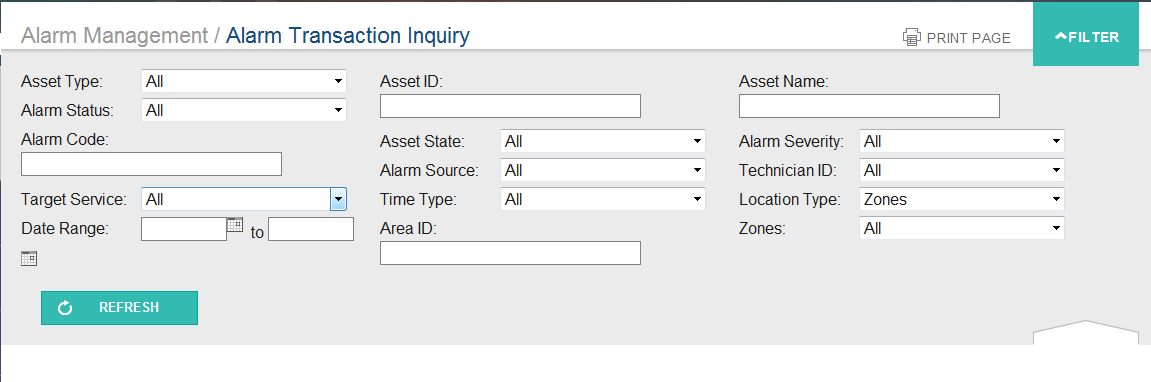 Alarm Management / Alarm Transaction Inquiry
PRINT PAGE
FILTER
Asset Type: All
Asset ID:
Asset Name:
Alarm Status: All
Alarm Code:
Asset State: All
Alarm Severity: All
Alarm Source: All
Technician ID: All
Target Service: All
Time Type: All
Location Type: Zones
Date Range: to
Area ID:
Zones: All
REFRESH